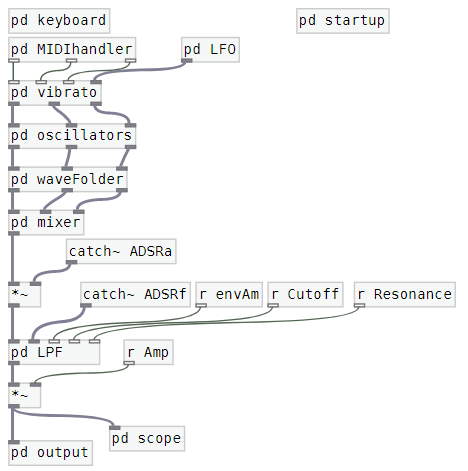 pd keyboard
pd startup
pd MIDIhandler
pd LFO
pd vibrato
pd oscillators
pd waveFolder
pd mixer
catch~ ADSRa
*~
catch~ ADSRf
r envAm
r Cutoff
r Resonance
pd LPF
r Amp
*~
pd scope
pd output